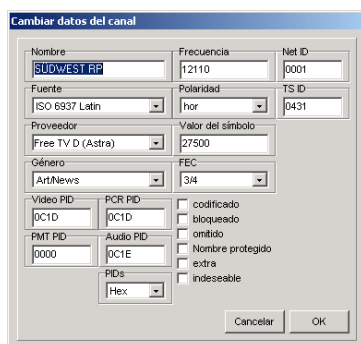 Cambiar datos del canal
Nombre Frecuencia Net ID
SÜDWEST RP 12110 0001
Fuente Polaridad TS ID
ISO 6937 Latin hor 0431
Proveedor Valor del símbolo
Free TV D (Astra) 27500
Género FEC
Art/News 3/4
Video PID PCR PID codificado
0C1D 0C1D bloqueado
omitido
PMT PID Audio PID Nombre protegido
0000 0C1E extra
PIDs indeseable
Hex
Cancelar OK